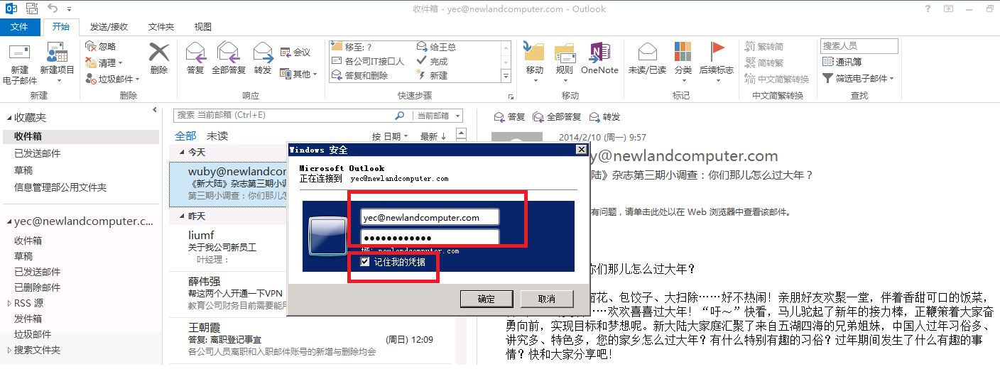 收件箱 - yec@newlandcomputer.com - Outlook
文件 开始 发送/接收 文件夹 视图
新建
电子邮件
新建项目
新建
忽略
清理
垃圾邮件
删除
删除
答复
全部答复
转发
会议
其他
响应
移至: ?
各公司IT接口人
答复和删除
给王总
完成
新建
快速步骤
移动
规则
OneNote
移动
未读/已读
分类
后续标志
标记
繁转简
简转繁
中文简繁转换
中文简繁转换
搜索人员
通讯簿
筛选电子邮件
查找
收藏夹
收件箱
已发送邮件
草稿
信息管理部公用文件夹
yec@newlandcomputer.c...
收件箱
草稿
已发送邮件
已删除邮件
RSS 源
发件箱
垃圾邮件
搜索文件夹
搜索 当前邮箱 (Ctrl+E)
当前邮箱
全部 未读
按 日期 最新 ↓
今天
wuby@newlandco
《新大陆》杂志第三期小调
第三期小调查：你们那儿怎
昨天
liumf
关于我公司新员工
叶经理：
薛伟强
帮这两个人开通一下VPN
教育公司财务目前需要能用
王朝霞
答复: 离职登记事宜 (周日) 12:09
各公司人员离职和入职邮件账号的新增与删除均会
Windows 安全
Microsoft Outlook
正在连接到 yec@newlandcomputer.com
yec@newlandcomputer.com
域: newlandcomputer.com
记住我的凭据
确定 取消
答复 全部答复 转发
2014/2/10 (周一) 9:57
y@newlandcomputer.com
陆》杂志第三期小调查：你们那儿怎么过大年？
有问题，请单击此处以在 Web 浏览器中查看该邮件。
你们那儿怎么过大年？
窗花、包饺子、大扫除……好不热闹！亲朋好友欢聚一堂，伴着香甜可口的饭菜，
…欢欢喜喜过大年！“吁～”快看，马儿驼起了新年的接力棒，正鞭策着大家奋
勇向前，实现目标和梦想呢。新大陆大家庭汇聚了来自五湖四海的兄弟姐妹，中国人过年习俗多、
讲究多、特色多，您的家乡怎么过大年？有什么特别有趣的习俗？过年期间发生了什么有趣的事
情？快和大家分享吧！